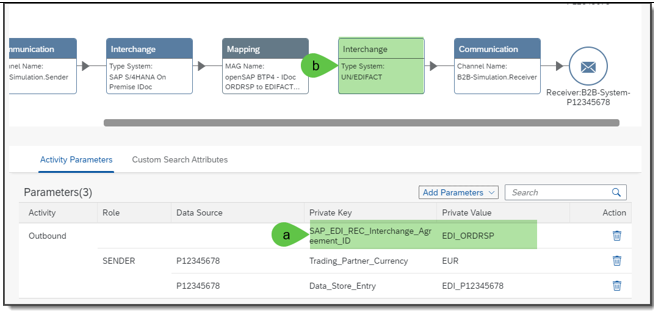 mmunication
Interchange
Mapping
Interchange
Communication
nel Name:
Simulation.Sender
Type System:
SAP S/4HANA On
Premise IDoc
MAG Name:
openSAP BTP4 - IDoc
ORDRSP to EDIFACT...
b
Type System:
UN/EDIFACT
Channel Name:
B2B-Simulation.Receiver
Receiver:B2B-System-
P12345678
Activity Parameters
Custom Search Attributes
Parameters(3)
Add Parameters
Search
Activity
Role
Data Source
Private Key
Private Value
Action
Outbound
a
SAP_EDI_REC_Interchange_Agr
eement_ID
EDI_ORDRSP
SENDER
P12345678
Trading_Partner_Currency
EUR
P12345678
Data_Store_Entry
EDI_P12345678